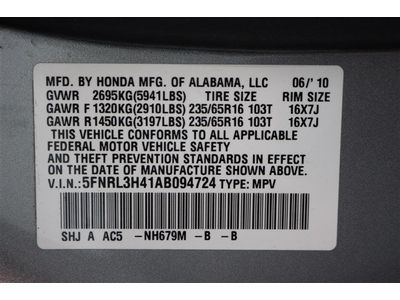 MFD. BY HONDA MFG. OF ALABAMA, LLC 06/'10
GVWR 2695KG(5941LBS) TIRE SIZE RIM SIZE
GAWR F 1320KG(2910LBS) 235/65R16 103T 16X7J
GAWR R 1450KG(3197LBS) 235/65R16 103T 16X7J
THIS VEHICLE CONFORMS TO ALL APPLICABLE
FEDERAL MOTOR VEHICLE SAFETY
AND THEFT PREVENTION STANDARDS IN EFFECT
ON THE DATE OF MANUFACTURE SHOWN ABOVE.
V.I.N.: 5FNRL3H41AB094724 TYPE: MPV
SHJ A AC5 -NH679M -B -B